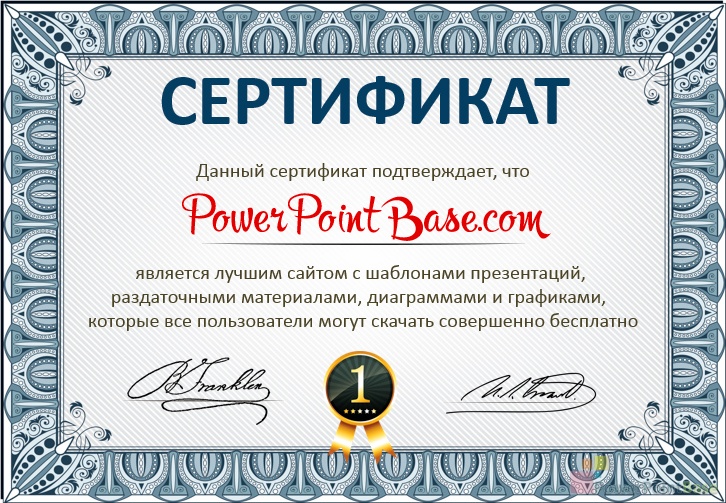 СЕРТИФИКАТ
Данный сертификат подтверждает, что
PowerPointBase.com
является лучшим сайтом с шаблонами презентаций,
раздаточными материалами, диаграммами и графиками,
которые все пользователи могут скачать совершенно бесплатно
B Franklin
1